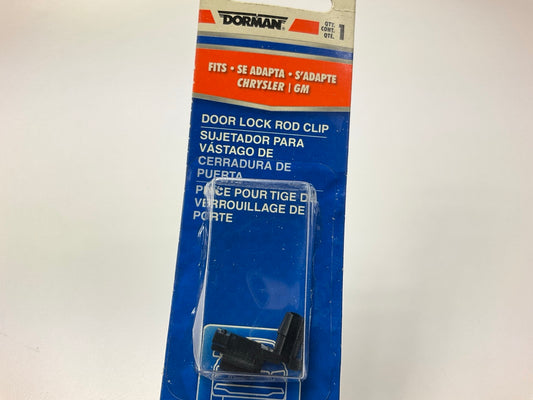 DORMAN®
QTY.
CONT.
QTE.
1
FITS • SE ADAPTA • S'ADAPTE
CHRYSLER | GM
DOOR LOCK ROD CLIP
SUJETADOR PARA
VÁSTAGO DE
CERRADURA DE
PUERTA
PIÈCE POUR TIGE DE
VERROUILLAGE DE
PORTE